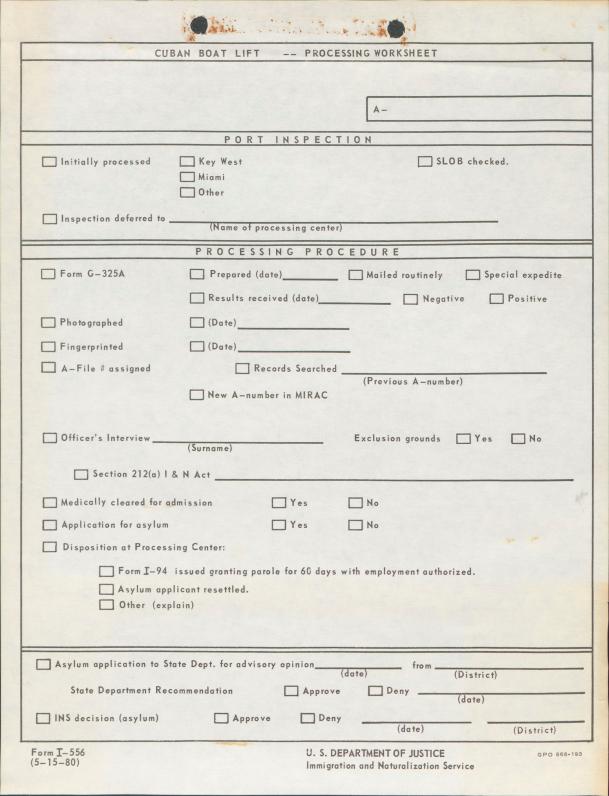 CUBAN BOAT LIFT -- PROCESSING WORKSHEET
A-
PORT INSPECTION
Initially processed Key West SLOB checked.
Miami
Other
Inspection deferred to
(Name of processing center)
PROCESSING PROCEDURE
Form G-325A Prepared (date) Mailed routinely Special expedite
Results received (date) Negative Positive
Photographed (Date)
Fingerprinted (Date)
A-File # assigned Records Searched
(Previous A-number)
New A-number in MIRAC
Officer's Interview Exclusion grounds Yes No
(Surname)
Section 212(a) I & N Act
Medically cleared for admission Yes No
Application for asylum Yes No
Disposition at Processing Center:
Form I-94 issued granting parole for 60 days with employment authorized.
Asylum applicant resettled.
Other (explain)
Asylum application to State Dept. for advisory opinion from
(date) (District)
State Department Recommendation Approve Deny
(date)
INS decision (asylum) Approve Deny
(date) (District)
Form I-556 U. S. DEPARTMENT OF JUSTICE GPO 866-193
(5-15-80) Immigration and Naturalization Service